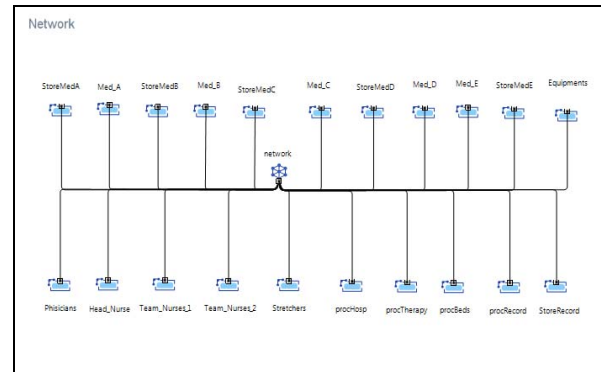 Network
StoreMedA Med_A StoreMedB Med_B StoreMedC Med_C StoreMedD Med_D Med_E StoreMedE Equipments
network
Phisicians Head_Nurse Team_Nurses_1 Team_Nurses_2 Stretchers procHosp procTherapy procBeds procRecord StoreRecord